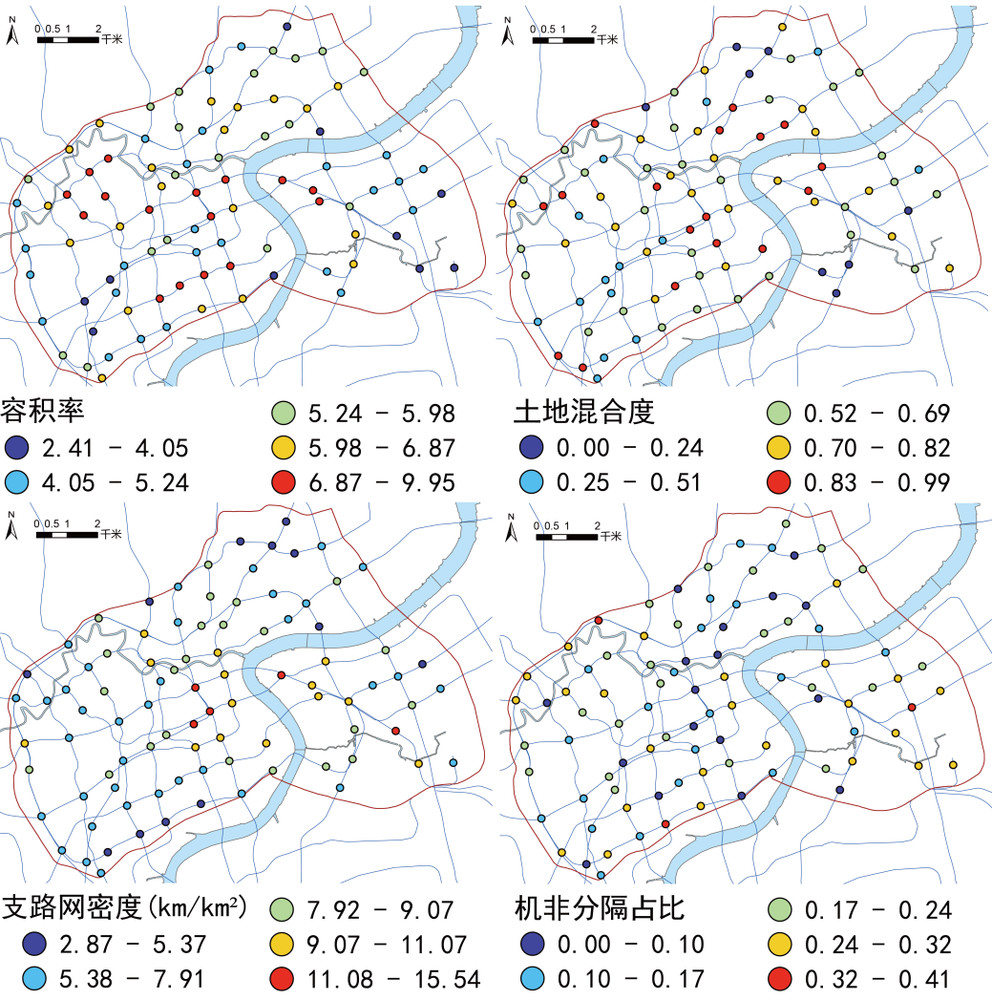 N
0 0.5 1 2
千米
N
0 0.5 1 2
千米
容积率
2.41 - 4.05
4.05 - 5.24
5.24 - 5.98
5.98 - 6.87
6.87 - 9.95
土地混合度
0.00 - 0.24
0.25 - 0.51
0.52 - 0.69
0.70 - 0.82
0.83 - 0.99
N
0 0.5 1 2
千米
N
0 0.5 1 2
千米
支路网密度(km/km²)
2.87 - 5.37
5.38 - 7.91
7.92 - 9.07
9.07 - 11.07
11.08 - 15.54
机非分隔占比
0.00 - 0.10
0.10 - 0.17
0.17 - 0.24
0.24 - 0.32
0.32 - 0.41